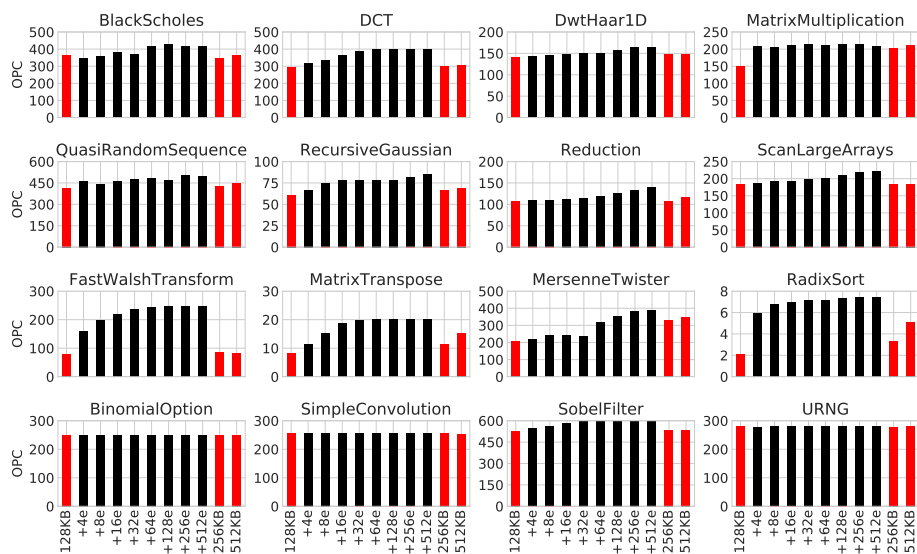 BlackScholes DCT DwtHaar1D MatrixMultiplication
500 500 200 250
400 400 150 200
300 300 100 150
200 200 50 100
100 100 50
0 0 0 0
OPC
QuasiRandomSequence RecursiveGaussian Reduction ScanLargeArrays
600 100 200 250
450 75 150 200
300 50 100 150
150 25 50 100
50
0 0 0 0
OPC
FastWalshTransform MatrixTranspose MersenneTwister RadixSort
300 30 500 8
200 20 400 6
100 10 300 4
200 2
100
0 0 0 0
OPC
BinomialOption SimpleConvolution SobelFilter URNG
300 300 600 300
200 200 450 200
100 100 300 100
150
0 0 0 0
OPC
128KB +4e +8e +16e +32e +64e +128e +256e +512e 256KB 512KB
128KB +4e +8e +16e +32e +64e +128e +256e +512e 256KB 512KB
128KB +4e +8e +16e +32e +64e +128e +256e +512e 256KB 512KB
128KB +4e +8e +16e +32e +64e +128e +256e +512e 256KB 512KB